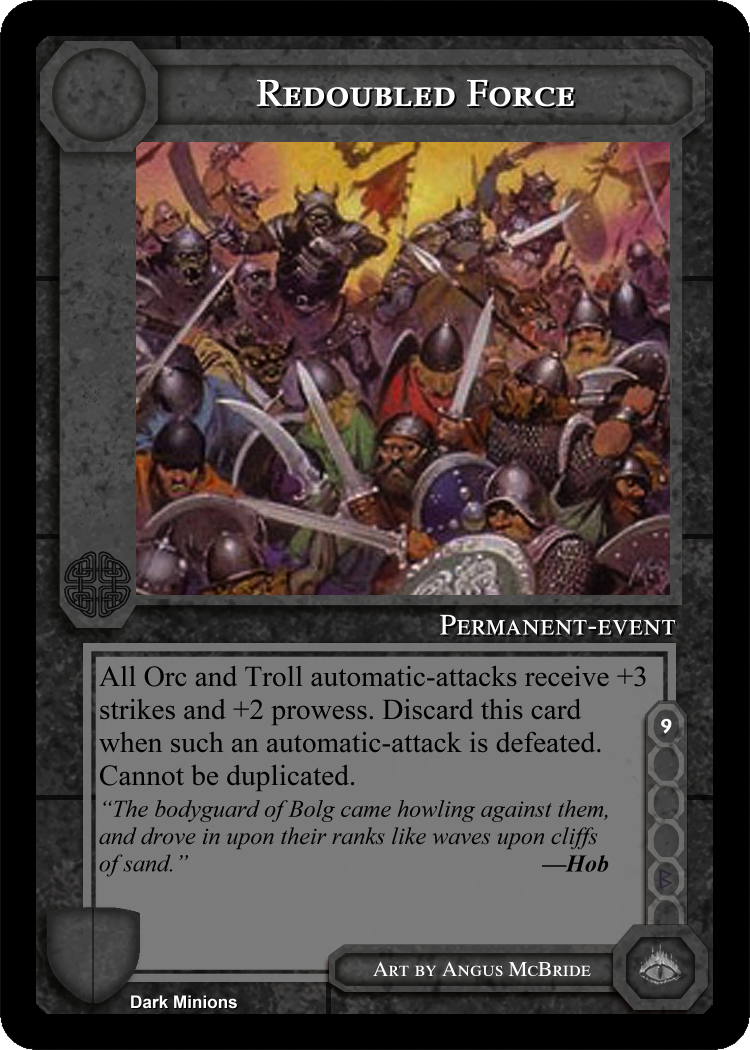 REDOUBLED FORCE
PERMANENT-EVENT
All Orc and Troll automatic-attacks receive +3
strikes and +2 prowess. Discard this card
when such an automatic-attack is defeated.
Cannot be duplicated.
“The bodyguard of Bolg came howling against them,
and drove in upon their ranks like waves upon cliffs
of sand.” —Hob
9
B
ART BY ANGUS MCBRIDE
Dark Minions